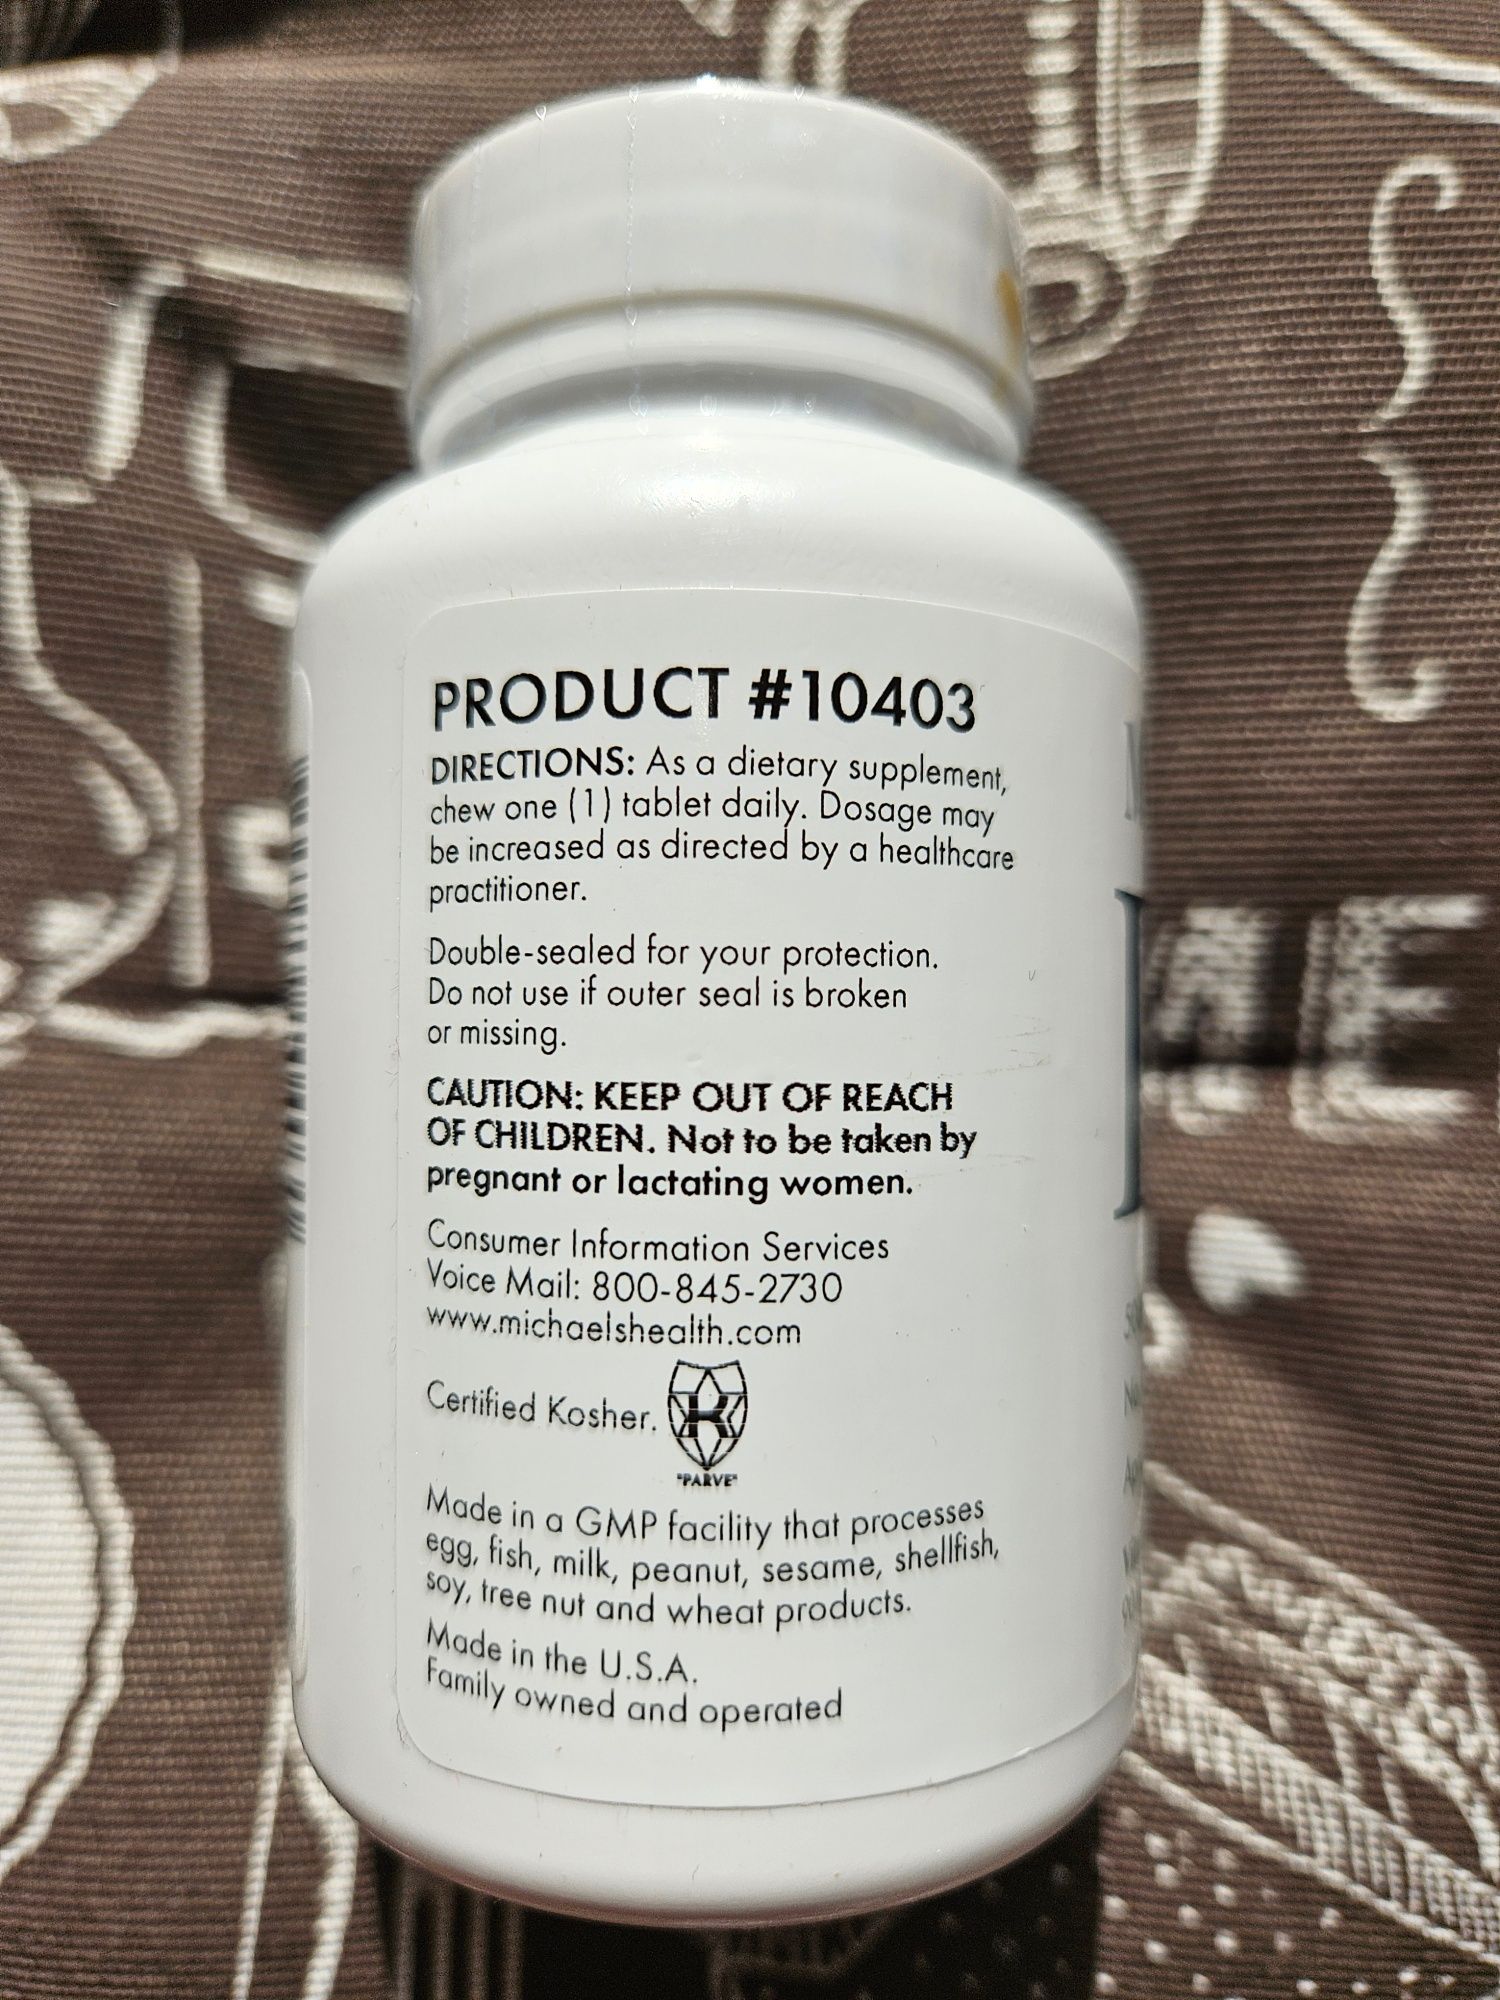 PRODUCT #10403
DIRECTIONS: As a dietary supplement,
chew one (1) tablet daily. Dosage may
be increased as directed by a healthcare
practitioner.
Double-sealed for your protection.
Do not use if outer seal is broken
or missing.
CAUTION: KEEP OUT OF REACH
OF CHILDREN. Not to be taken by
pregnant or lactating women.
Consumer Information Services
Voice Mail: 800-845-2730
www.michaelshealth.com
Certified Kosher.
K
"PARVE"
Made in a GMP facility that processes
egg, fish, milk, peanut, sesame, shellfish,
soy, tree nut and wheat products.
Made in the U.S.A.
Family owned and operated